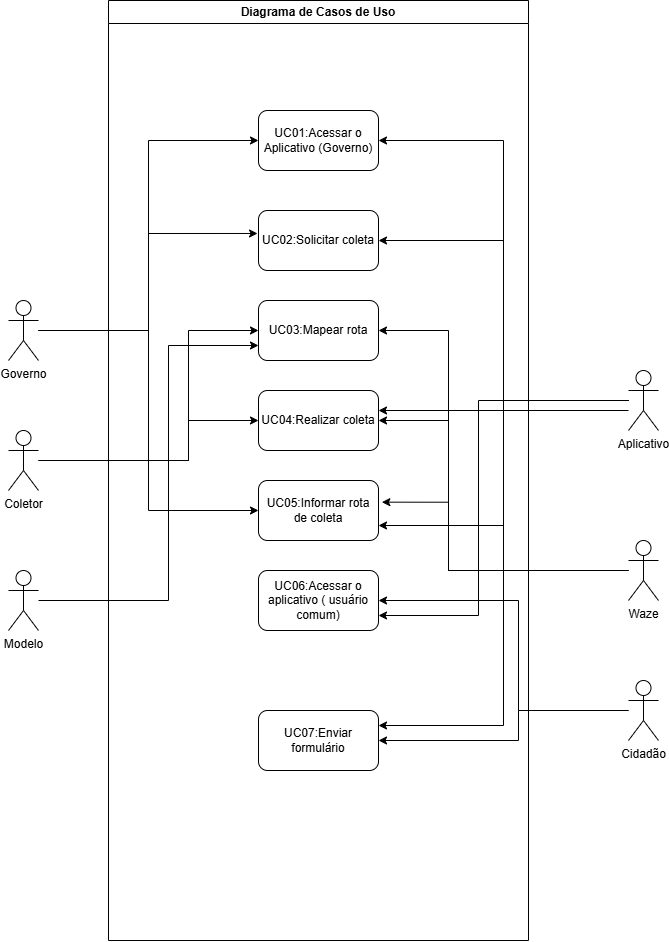 Diagrama de Casos de Uso
UC01:Acessar o
Aplicativo (Governo)
UC02:Solicitar coleta
UC03:Mapear rota
Governo
Aplicativo
UC04:Realizar coleta
Coletor
UC05:Informar rota
de coleta
UC06:Acessar o
aplicativo ( usuário
comum)
Waze
Modelo
UC07:Enviar
formulário
Cidadão